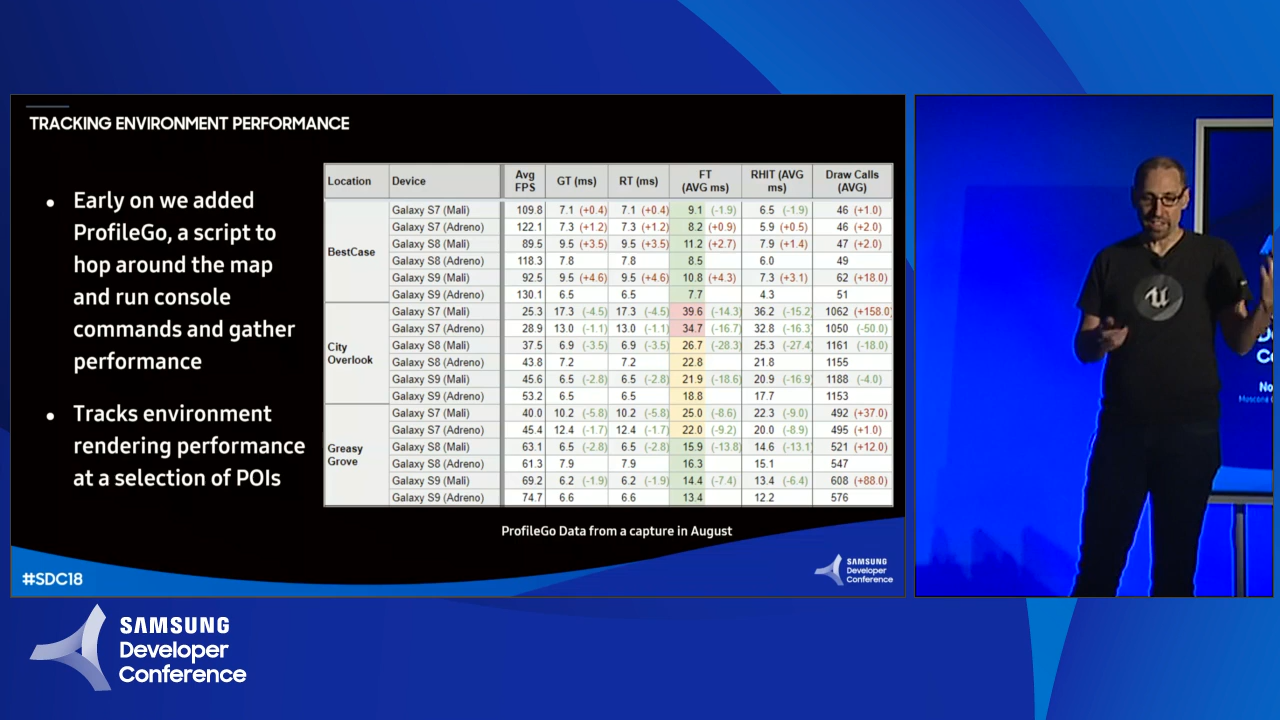 TRACKING ENVIRONMENT PERFORMANCE
• Early on we added
ProfileGo, a script to
hop around the map
and run console
commands and gather
performance
• Tracks environment
rendering performance
at a selection of POIs
Location Device Avg FPS GT (ms) RT (ms) FT (AVG ms) RHIT (AVG ms) Draw Calls (AVG)
BestCase
Galaxy S7 (Mali) 109.8 7.1 (+0.4) 7.1 (+0.4) 9.1 (-1.9) 6.5 (-1.9) 46 (+1.0)
Galaxy S7 (Adreno) 122.1 7.3 (+1.2) 7.3 (+1.2) 8.2 (+0.9) 5.9 (+0.5) 46 (+2.0)
Galaxy S8 (Mali) 89.5 9.5 (+3.5) 9.5 (+3.5) 11.2 (+2.7) 7.9 (+1.4) 47 (+2.0)
Galaxy S8 (Adreno) 118.3 7.8 7.8 8.5 6.0 49
Galaxy S9 (Mali) 92.5 9.5 (+4.6) 9.5 (+4.6) 10.8 (+4.3) 7.3 (+3.1) 62 (+18.0)
Galaxy S9 (Adreno) 130.1 6.5 6.5 7.7 4.3 51
City Overlook
Galaxy S7 (Mali) 25.3 17.3 (-4.5) 17.3 (-4.5) 39.6 (-14.3) 36.2 (-15.2) 1062 (+158.0)
Galaxy S7 (Adreno) 28.9 13.0 (-1.1) 13.0 (-1.1) 34.7 (-16.7) 32.8 (-16.3) 1050 (-50.0)
Galaxy S8 (Mali) 37.5 6.9 (-3.5) 6.9 (-3.5) 26.7 (-28.3) 25.3 (-27.4) 1161 (-18.0)
Galaxy S8 (Adreno) 43.8 7.2 7.2 22.8 21.8 1155
Galaxy S9 (Mali) 45.6 6.5 (-2.8) 6.5 (-2.8) 21.9 (-18.6) 20.9 (-16.9) 1188 (-4.0)
Galaxy S9 (Adreno) 53.2 6.5 6.5 18.8 17.7 1153
Greasy Grove
Galaxy S7 (Mali) 40.0 10.2 (-5.8) 10.2 (-5.8) 25.0 (-8.6) 22.3 (-9.0) 492 (+37.0)
Galaxy S7 (Adreno) 45.4 12.4 (-1.7) 12.4 (-1.7) 22.0 (-9.2) 20.0 (-8.9) 495 (+1.0)
Galaxy S8 (Mali) 63.1 6.5 (-2.8) 6.5 (-2.8) 15.9 (-13.8) 14.6 (-13.1) 521 (+12.0)
Galaxy S8 (Adreno) 61.3 7.9 7.9 16.3 15.1 547
Galaxy S9 (Mali) 69.2 6.2 (-1.9) 6.2 (-1.9) 14.4 (-7.4) 13.4 (-6.4) 608 (+88.0)
Galaxy S9 (Adreno) 74.7 6.6 6.6 13.4 12.2 576
ProfileGo Data from a capture in August
#SDC18
SAMSUNG
Developer
Conference
SAMSUNG
Developer
Conference